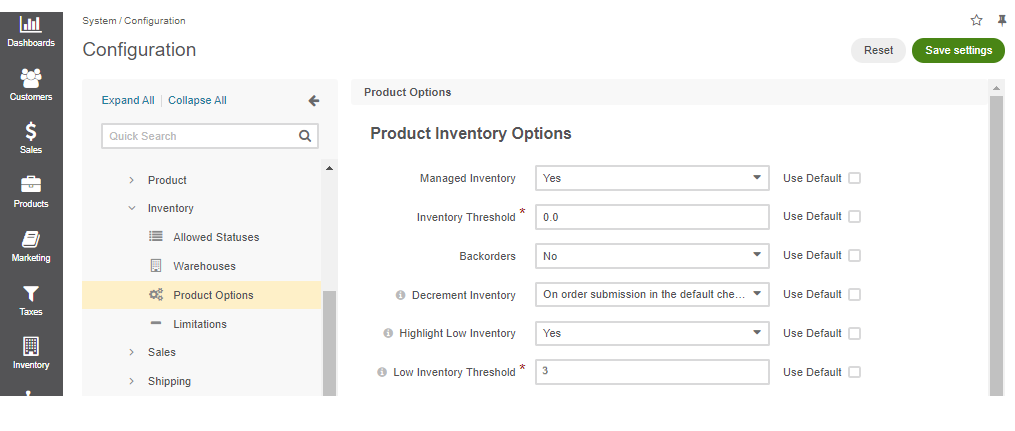 Dashboards
Customers
Sales
Products
Marketing
Taxes
Inventory
System / Configuration
Configuration
Reset
Save settings
Expand All | Collapse All
Quick Search
Product
Inventory
Allowed Statuses
Warehouses
Product Options
Limitations
Sales
Shipping
Product Options
Product Inventory Options
Managed Inventory Yes Use Default
Inventory Threshold * 0.0 Use Default
Backorders No Use Default
Decrement Inventory On order submission in the default che... Use Default
Highlight Low Inventory Yes Use Default
Low Inventory Threshold * 3 Use Default